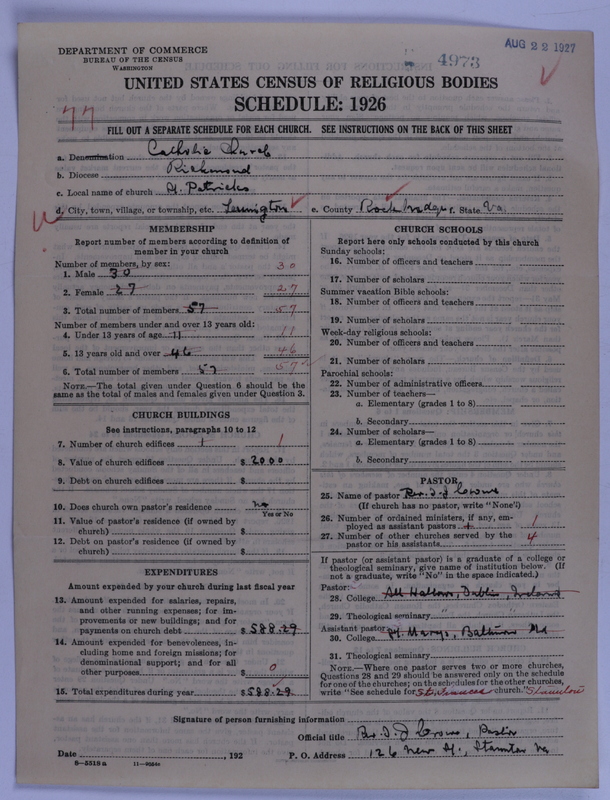 DEPARTMENT OF COMMERCE
BUREAU OF THE CENSUS
WASHINGTON
4973
AUG 22 1927
UNITED STATES CENSUS OF RELIGIOUS BODIES
SCHEDULE: 1926
77
FILL OUT A SEPARATE SCHEDULE FOR EACH CHURCH. SEE INSTRUCTIONS ON THE BACK OF THIS SHEET
a. Denomination Catholic Church
b. Diocese Richmond
c. Local name of church St. Patricks
d. City, town, village, or township, etc. Lexington e. County Rockbridge f. State Va.
MEMBERSHIP
Report number of members according to definition of
member in your church
Number of members, by sex:
1. Male 30 30
2. Female 27 27
3. Total number of members 57 57
Number of members under and over 13 years old:
4. Under 13 years of age 11 11
5. 13 years old and over 46 46
6. Total number of members 57 57
NOTE.—The total given under Question 6 should be
same as the total of males and females given under Question 3.
CHURCH BUILDINGS
See instructions, paragraphs 10 to 12
7. Number of church edifices 1 1
8. Value of church edifices $ 2000
9. Debt on church edifices $
10. Does church own pastor's residence no
Yes or No
11. Value of pastor's residence (if owned by
church) $
12. Debt on pastor's residence (if owned by
church) $
EXPENDITURES
Amount expended by your church during last fiscal year
13. Amount expended for salaries, repairs,
and other running expenses; for im-
provements or new buildings; and for
payments on church debt $ 588.29
14. Amount expended for benevolences, in-
cluding home and foreign missions; for
denominational support; and for all
other purposes $ 0
15. Total expenditures during year $ 588.29
CHURCH SCHOOLS
Report here only schools conducted by this church
Sunday schools:
16. Number of officers and teachers
17. Number of scholars
Summer vacation Bible schools:
18. Number of officers and teachers
19. Number of scholars
Week-day religious schools:
20. Number of officers and teachers
21. Number of scholars
Parochial schools:
22. Number of administrative officers
23. Number of teachers—
a. Elementary (grades 1 to 8)
b. Secondary
24. Number of scholars—
a. Elementary (grades 1 to 8)
b. Secondary
PASTOR
25. Name of pastor Rev. T. J. Crowe
(If church has no pastor, write "None")
26. Number of ordained ministers, if any, em-
ployed as assistant pastors 1 1
27. Number of other churches served by the
pastor or his assistants 4
If pastor (or assistant pastor) is a graduate of a college or
theological seminary, give name of institution below. (If
not a graduate, write "No" in the space indicated.)
Pastor:
28. College All Hallows, Dublin, Ireland
29. Theological seminary " "
Assistant pastor:
30. College St. Marys, Baltimore Md
31. Theological seminary
NOTE.—Where one pastor serves two or more churches,
Questions 28 and 29 should be answered only on the schedule
for one of the churches; on the schedules for the other churches,
write "See schedule for St. Francis church." Staunton
Signature of person furnishing information
Official title Rev. T. J. Crowe, Pastor
Date , 192 P. O. Address 126 New St., Staunton Va
8—5318 a 11—9054c